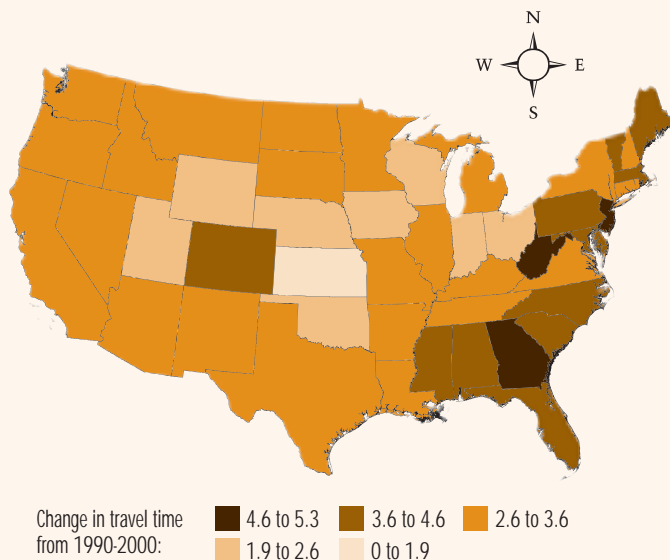 N
W E
S
Change in travel time
from 1990-2000:
4.6 to 5.3 3.6 to 4.6 2.6 to 3.6
1.9 to 2.6 0 to 1.9